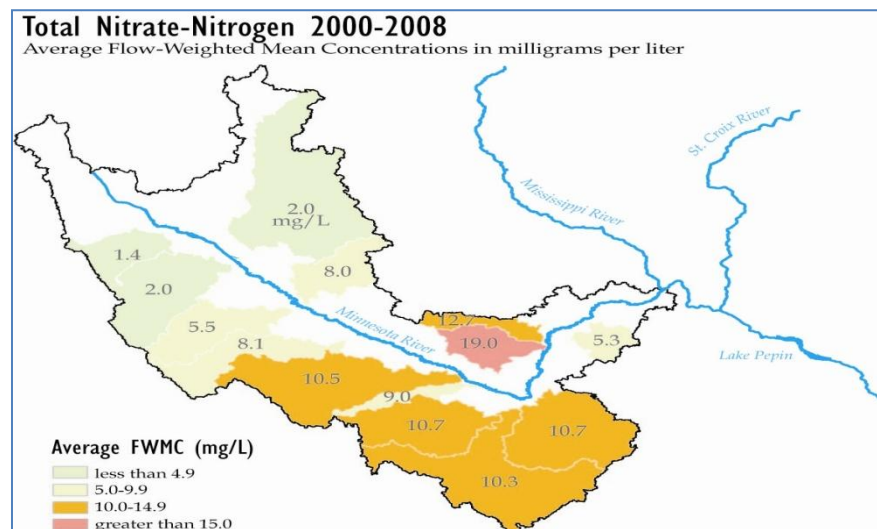 Total Nitrate-Nitrogen 2000-2008
Average Flow-Weighted Mean Concentrations in milligrams per liter
St. Croix River
Mississippi River
2.0
mg/L
1.4
8.0
2.0
5.5
12.7
Minnesota River
8.1
19.0
5.3
Lake Pepin
10.5
9.0
10.7
10.7
10.3
Average FWMC (mg/L)
less than 4.9
5.0-9.9
10.0-14.9
greater than 15.0